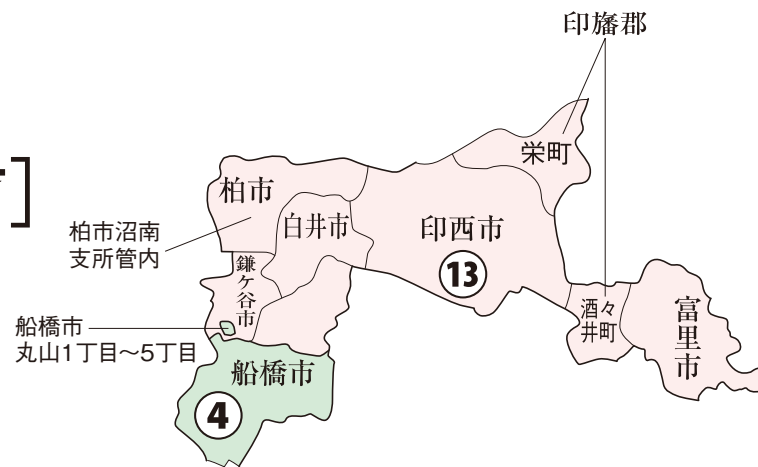 印旛郡
栄町
柏市
白井市
印西市
⑬
柏市沼南
支所管内
鎌ケ谷市
酒々
井町
富里市
船橋市
丸山1丁目〜5丁目
船橋市
④